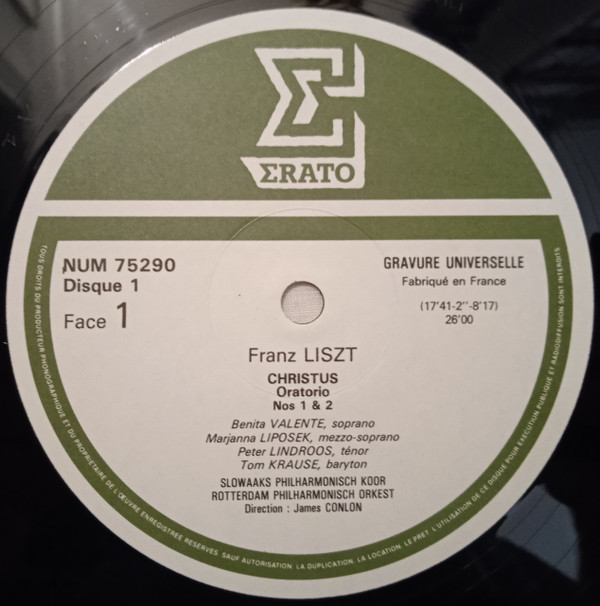 ΣRATO
NUM 75290
Disque 1
Face 1
GRAVURE UNIVERSELLE
Fabriqué en France
(17'41-2''-8'17)
26'00
Franz LISZT
CHRISTUS
Oratorio
Nos 1 & 2
Benita VALENTE, soprano
Marjanna LIPOSEK, mezzo-soprano
Peter LINDROOS, ténor
Tom KRAUSE, baryton
SLOWAAKS PHILHARMONISCH KOOR
ROTTERDAM PHILHARMONISCH ORKEST
Direction : James CONLON
TOUS DROITS DU PRODUCTEUR PHONOGRAPHIQUE ET DU PROPRIETAIRE DE L'ŒUVRE ENREGISTREE RESERVES. SAUF AUTORISATION. LA DUPLICATION, LA LOCATION, LE PRET, L'UTILISATION DE CE DISQUE POUR EXECUTION PUBLIQUE ET RADIODIFFUSION SONT INTERDITS